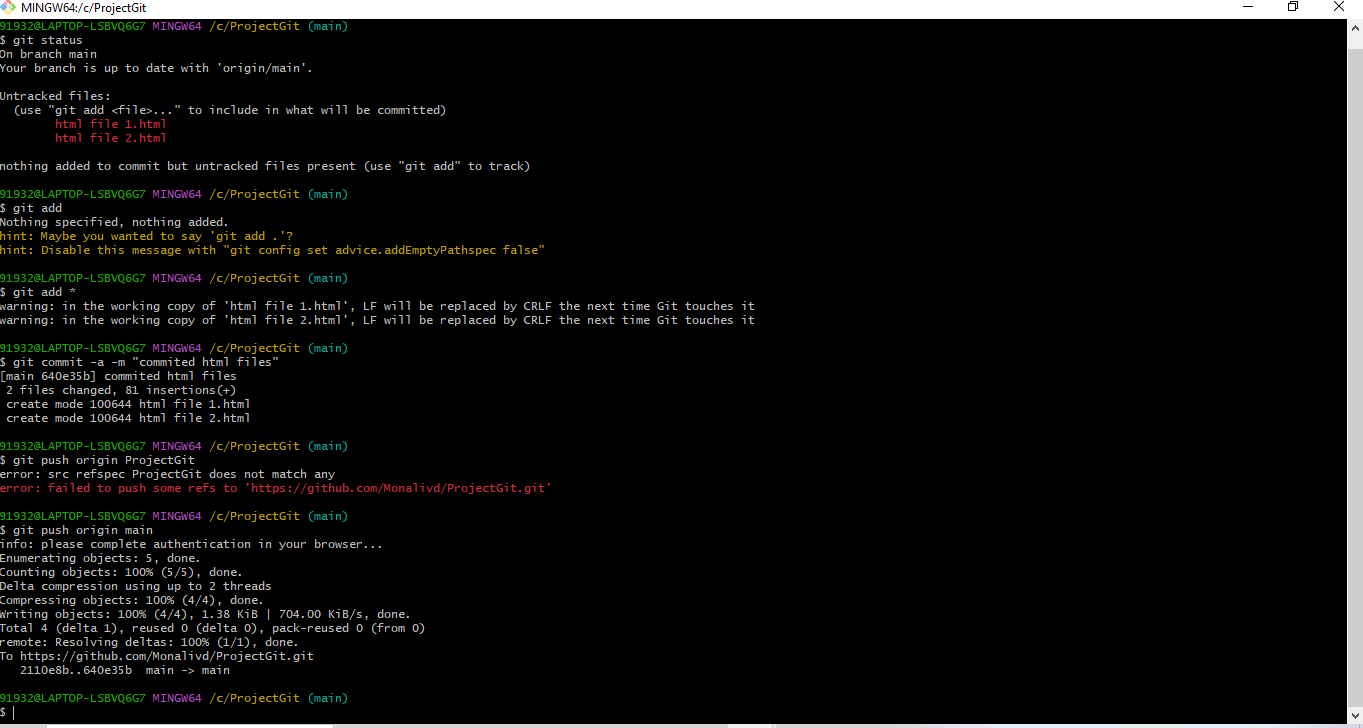 MINGW64:/c/ProjectGit
91932@LAPTOP-LSBVQ6G7 MINGW64 /c/ProjectGit (main)
$ git status
On branch main
Your branch is up to date with 'origin/main'.
Untracked files:
(use "git add <file>..." to include in what will be committed)
html file 1.html
html file 2.html
nothing added to commit but untracked files present (use "git add" to track)
91932@LAPTOP-LSBVQ6G7 MINGW64 /c/ProjectGit (main)
$ git add
Nothing specified, nothing added.
hint: Maybe you wanted to say 'git add .'?
hint: Disable this message with "git config set advice.addEmptyPathspec false"
91932@LAPTOP-LSBVQ6G7 MINGW64 /c/ProjectGit (main)
$ git add *
warning: in the working copy of 'html file 1.html', LF will be replaced by CRLF the next time Git touches it
warning: in the working copy of 'html file 2.html', LF will be replaced by CRLF the next time Git touches it
91932@LAPTOP-LSBVQ6G7 MINGW64 /c/ProjectGit (main)
$ git commit -a -m "commited html files"
[main 640e35b] commited html files
2 files changed, 81 insertions(+)
create mode 100644 html file 1.html
create mode 100644 html file 2.html
91932@LAPTOP-LSBVQ6G7 MINGW64 /c/ProjectGit (main)
$ git push origin ProjectGit
error: src refspec ProjectGit does not match any
error: failed to push some refs to 'https://github.com/Monalivd/ProjectGit.git'
91932@LAPTOP-LSBVQ6G7 MINGW64 /c/ProjectGit (main)
$ git push origin main
info: please complete authentication in your browser...
Enumerating objects: 5, done.
Counting objects: 100% (5/5), done.
Delta compression using up to 2 threads
Compressing objects: 100% (4/4), done.
Writing objects: 100% (4/4), 1.38 KiB | 704.00 KiB/s, done.
Total 4 (delta 1), reused 0 (delta 0), pack-reused 0 (from 0)
remote: Resolving deltas: 100% (1/1), done.
To https://github.com/Monalivd/ProjectGit.git
2110e8b..640e35b  main -> main
91932@LAPTOP-LSBVQ6G7 MINGW64 /c/ProjectGit (main)
$